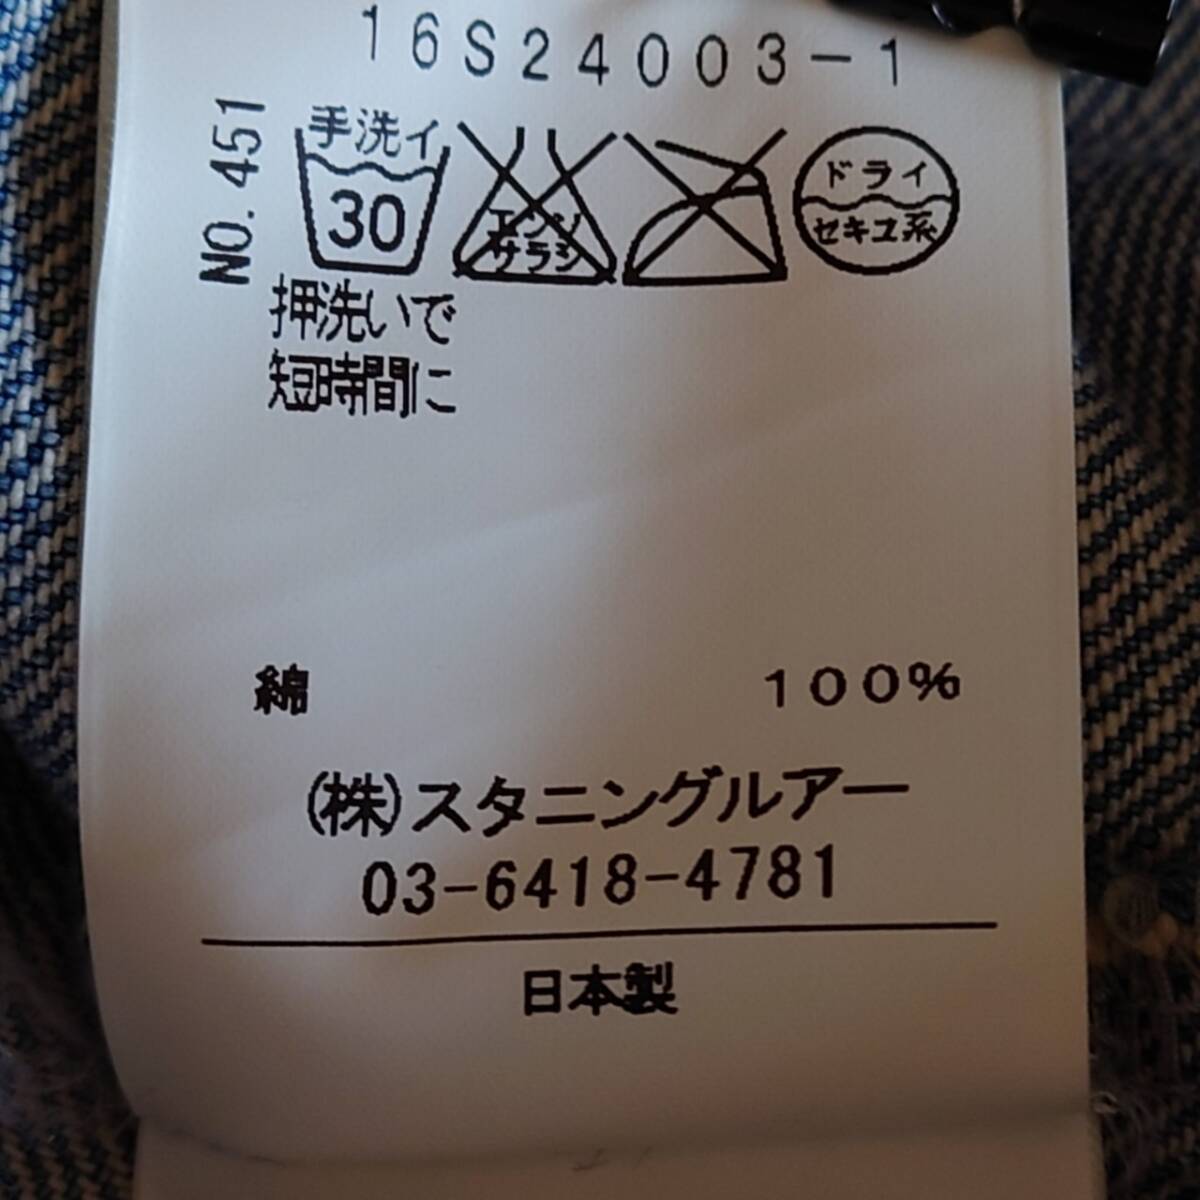 16S24003-1
NO.451
手洗イ
30
エンソ
サラシ
ドライ
セキユ系
押洗いで
短時間に
綿 100%
(株)スタニングルアー
03-6418-4781
日本製